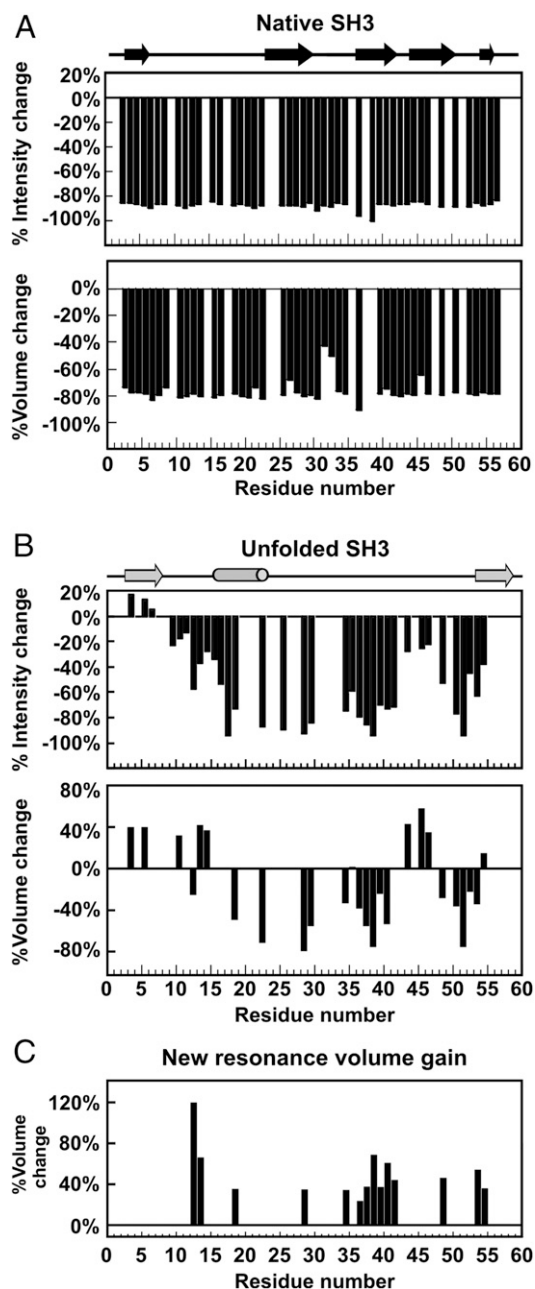 A
Native SH3
% Intensity change
20%
0%
-20%
-40%
-60%
-80%
-100%
%Volume change
0%
-20%
-40%
-60%
-80%
-100%
0 5 10 15 20 25 30 35 40 45 50 55 60
Residue number
B
Unfolded SH3
% Intensity change
20%
0%
-20%
-40%
-60%
-80%
-100%
%Volume change
80%
40%
0%
-40%
-80%
0 5 10 15 20 25 30 35 40 45 50 55 60
Residue number
C
New resonance volume gain
%Volume
change
120%
80%
40%
0%
0 5 10 15 20 25 30 35 40 45 50 55 60
Residue number